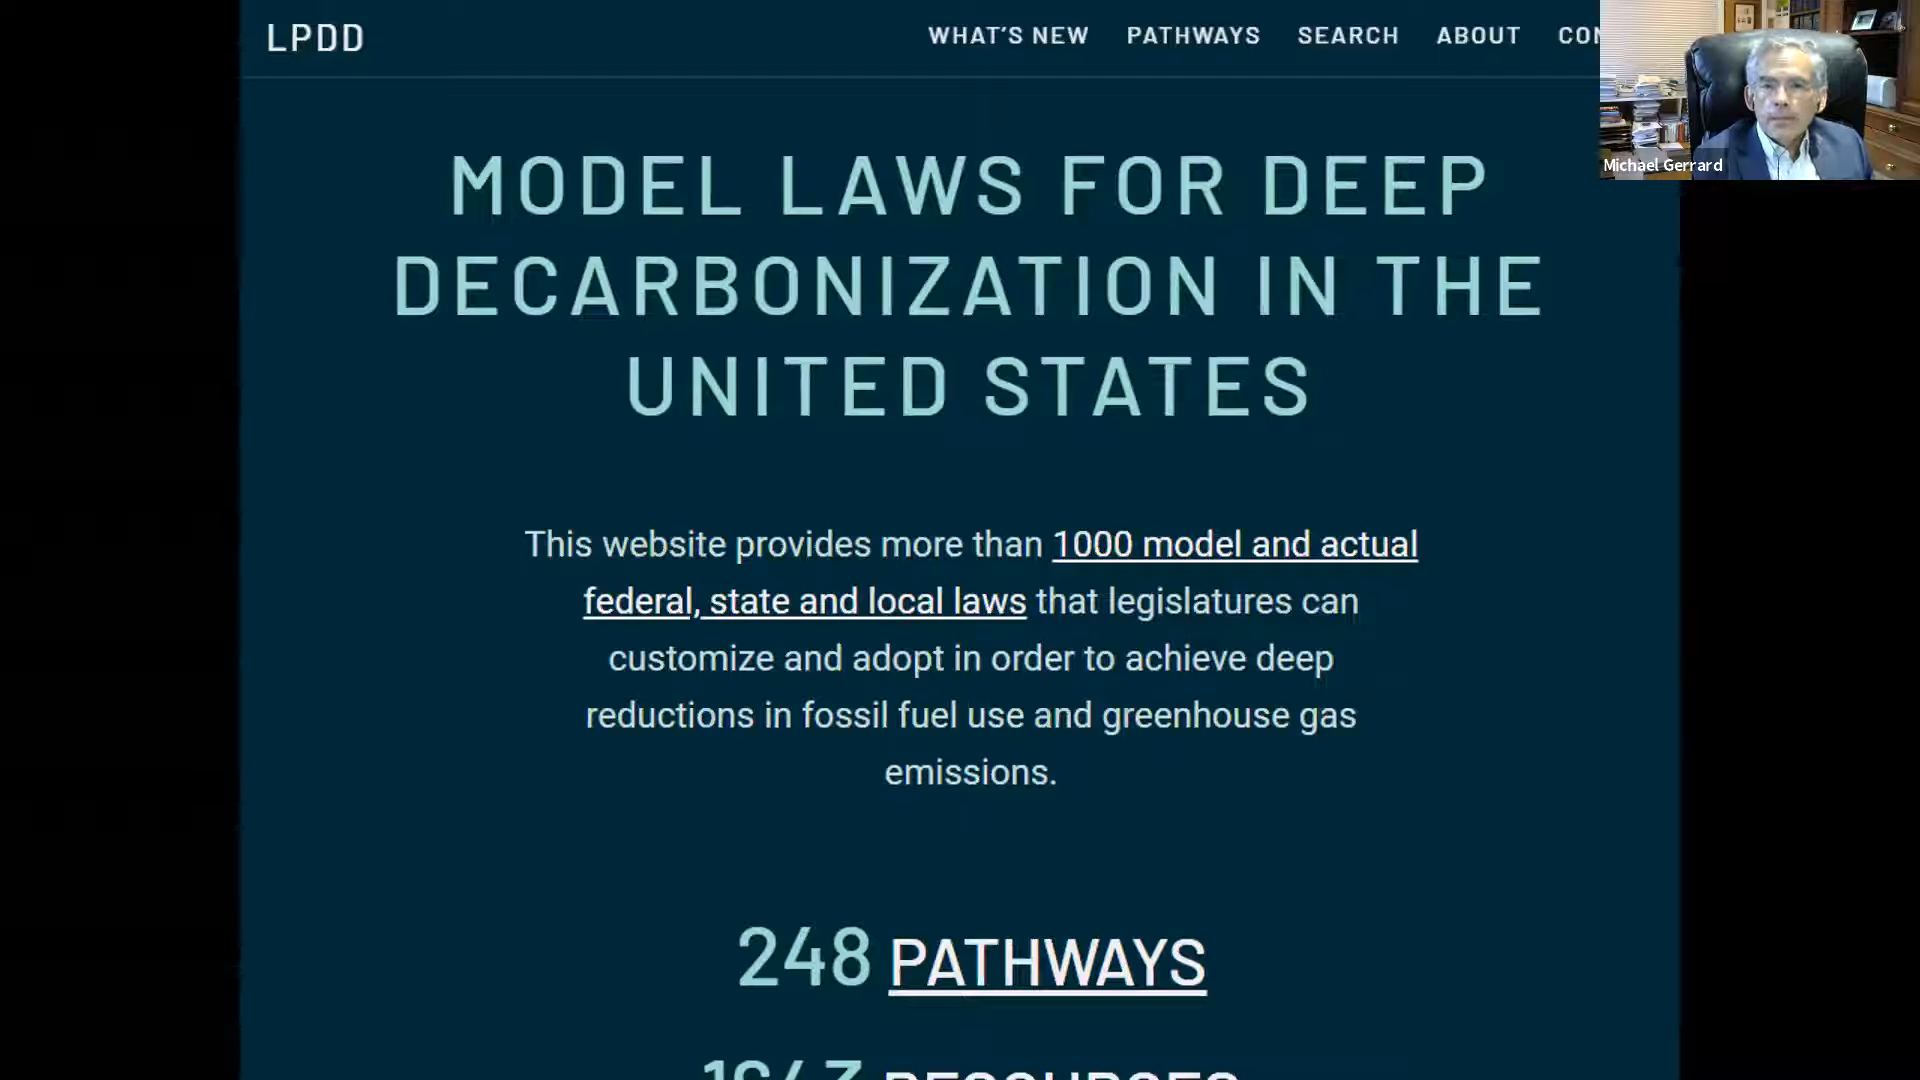 LPDD
WHAT'S NEW PATHWAYS SEARCH ABOUT
Michael Gerrard
MODEL LAWS FOR DEEP
DECARBONIZATION IN THE
UNITED STATES
This website provides more than 1000 model and actual
federal, state and local laws that legislatures can
customize and adopt in order to achieve deep
reductions in fossil fuel use and greenhouse gas
emissions.
248 PATHWAYS